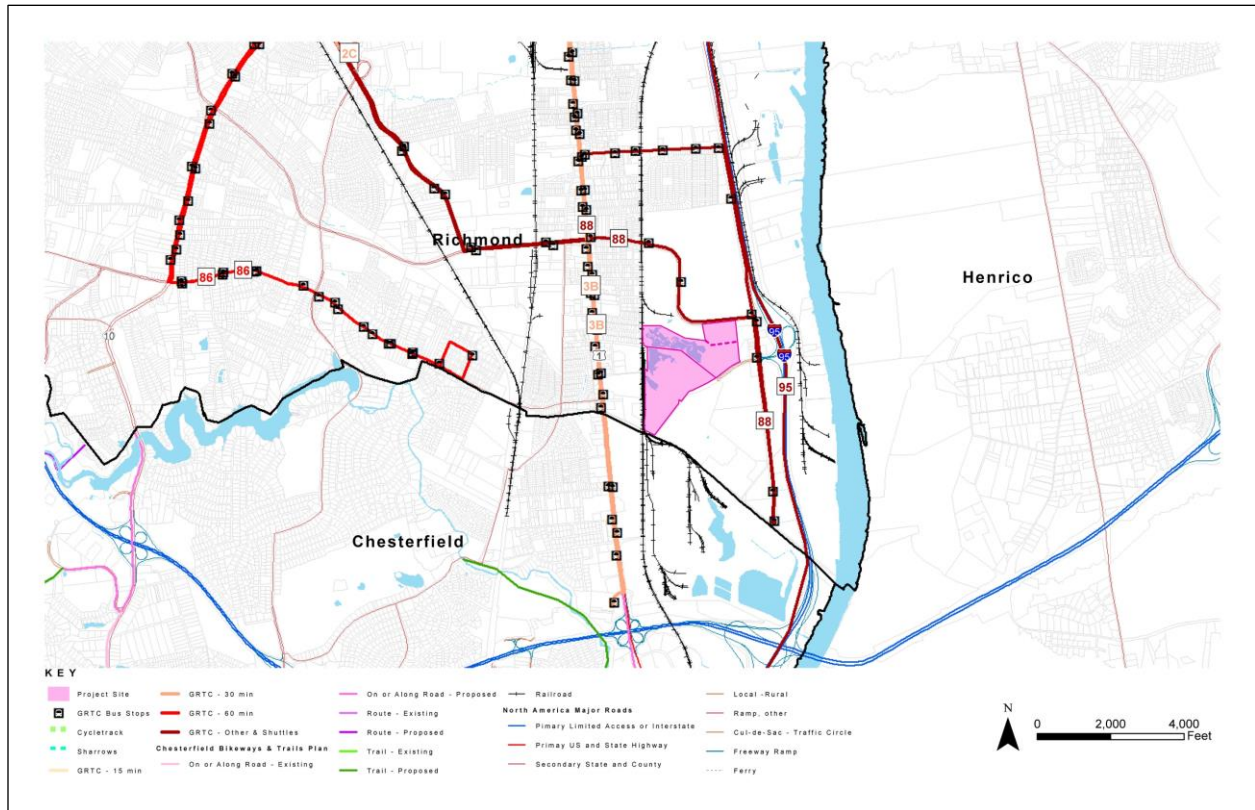 2C
88
88
Richmond
Henrico
86
86
3B
3B
10
1
95
95
95
88
Chesterfield
KEY
Project Site
GRTC Bus Stops
Cycletrack
Sharrows
GRTC - 15 min
GRTC - 30 min
GRTC - 60 min
GRTC - Other & Shuttles
Chesterfield Bikeways & Trails Plan
On or Along Road - Existing
On or Along Road - Proposed
Route - Existing
Route - Proposed
Trail - Existing
Trail - Proposed
Railroad
North America Major Roads
Pimary Limited Access or Interstate
Primay US and State Highway
Secondary State and County
Local -Rural
Ramp, other
Cul-de-Sac - Traffic Circle
Freeway Ramp
Ferry
N
0 2,000 4,000
Feet